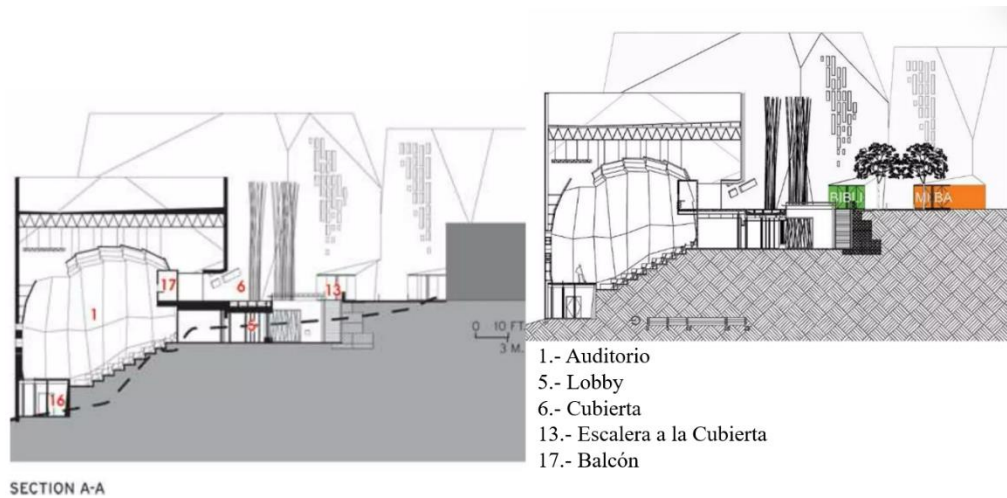 17
6
13
1
5
0 10 FT.
3 M.
16
SECTION A-A
BIBLI
1.- Auditorio
5.- Lobby
6.- Cubierta
13.- Escalera a la Cubierta
17.- Balcón